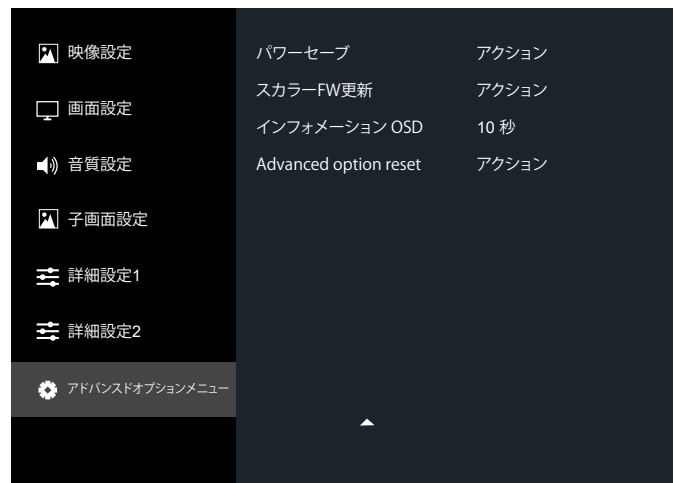 映像設定
画面設定
音質設定
子画面設定
詳細設定1
詳細設定2
アドバンスドオプションメニュー
パワーセーブ アクション
スカラーFW更新 アクション
インフォメーション OSD 10 秒
Advanced option reset アクション